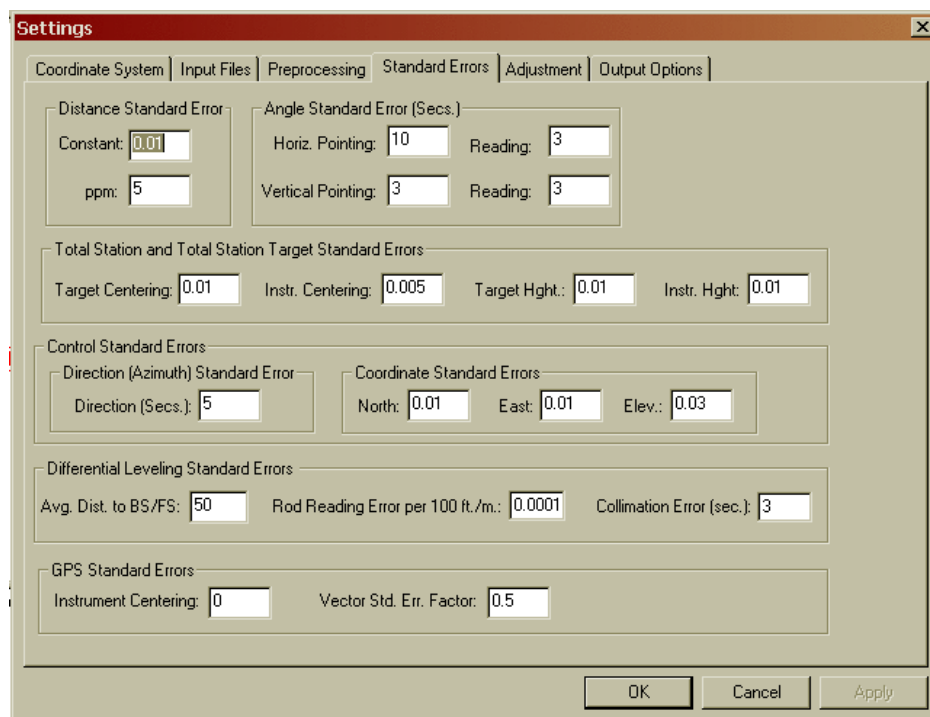 Settings
Coordinate System Input Files Preprocessing Standard Errors Adjustment Output Options
Distance Standard Error
Constant: 0.01
ppm: 5
Angle Standard Error (Secs.)
Horiz. Pointing: 10 Reading: 3
Vertical Pointing: 3 Reading: 3
Total Station and Total Station Target Standard Errors
Target Centering: 0.01 Instr. Centering: 0.005 Target Hght.: 0.01 Instr. Hght: 0.01
Control Standard Errors
Direction (Azimuth) Standard Error
Direction (Secs.): 5
Coordinate Standard Errors
North: 0.01 East: 0.01 Elev.: 0.03
Differential Leveling Standard Errors
Avg. Dist. to BS/FS: 50 Rod Reading Error per 100 ft./m.: 0.0001 Collimation Error (sec.): 3
GPS Standard Errors
Instrument Centering: 0 Vector Std. Err. Factor: 0.5
OK Cancel Apply